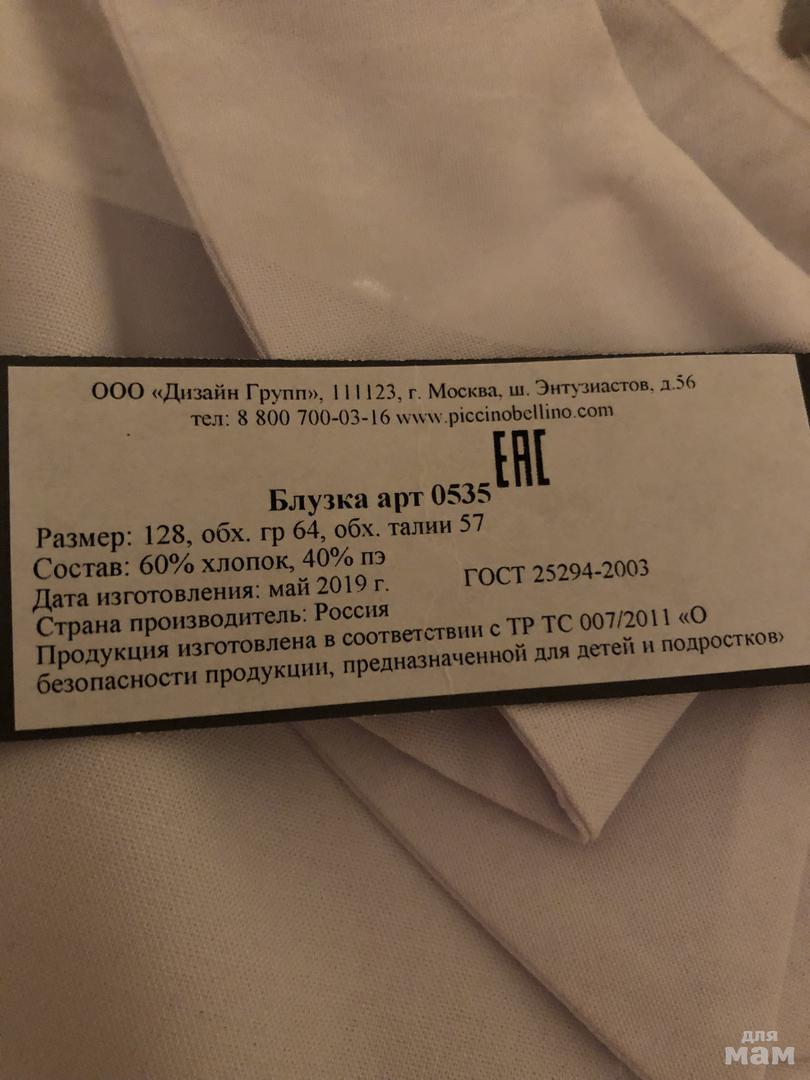 ООО «Дизайн Групп», 111123, г. Москва, ш. Энтузиастов, д.56
тел: 8 800 700-03-16 www.piccinobellino.com
ЕАС
Блузка арт 0535
Размер: 128, обх. гр 64, обх. талии 57
Состав: 60% хлопок, 40% пэ
Дата изготовления: май 2019 г.
ГОСТ 25294-2003
Страна производитель: Россия
Продукция изготовлена в соответствии с ТР ТС 007/2011 «О
безопасности продукции, предназначенной для детей и подростков»
для
мам